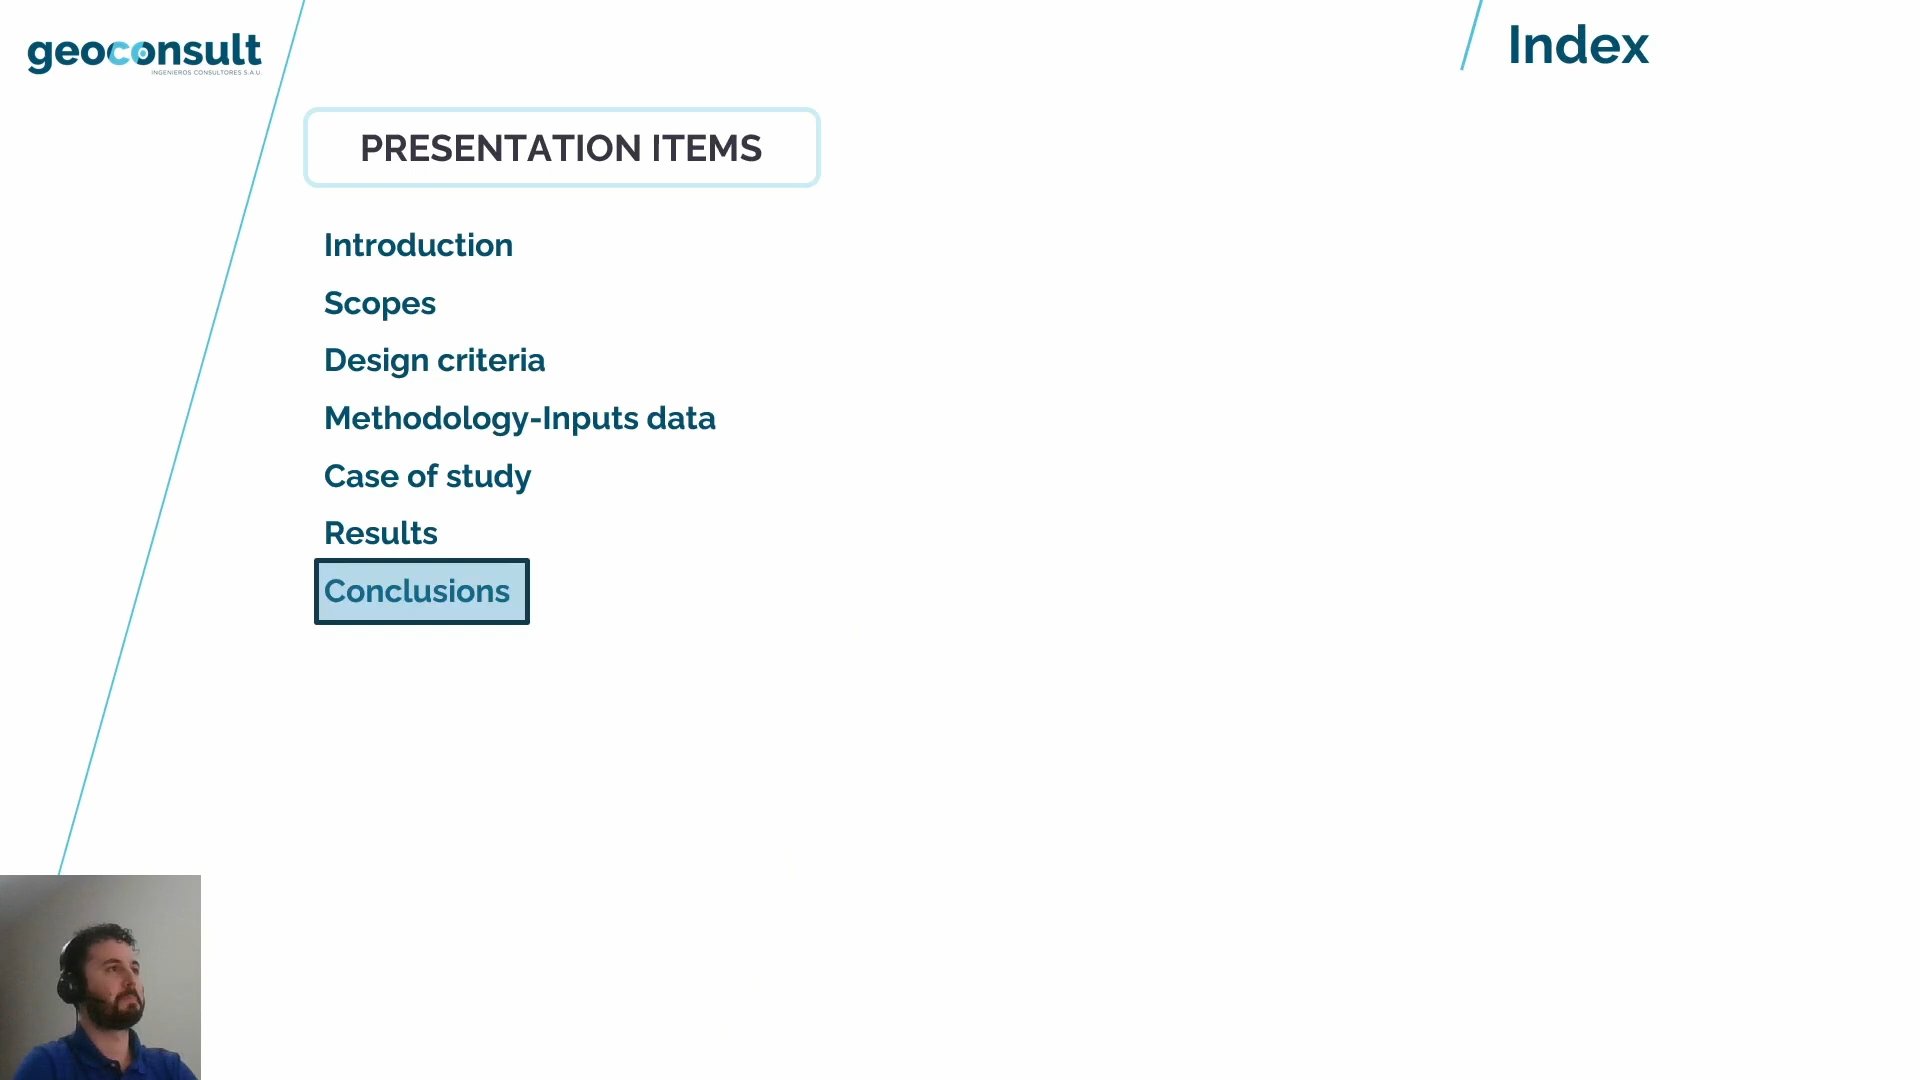 geoconsult
INGENIEROS CONSULTORES S.A.U.
Index
PRESENTATION ITEMS
Introduction
Scopes
Design criteria
Methodology-Inputs data
Case of study
Results
Conclusions